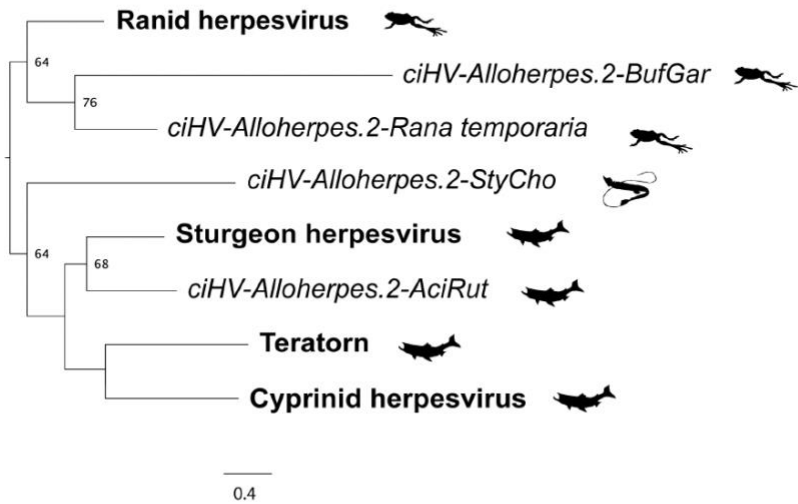 Ranid herpesvirus
64
ciHV-Alloherpes.2-BufGar
76
ciHV-Alloherpes.2-Rana temporaria
ciHV-Alloherpes.2-StyCho
Sturgeon herpesvirus
64
68
ciHV-Alloherpes.2-AciRut
Teratorn
Cyprinid herpesvirus
0.4